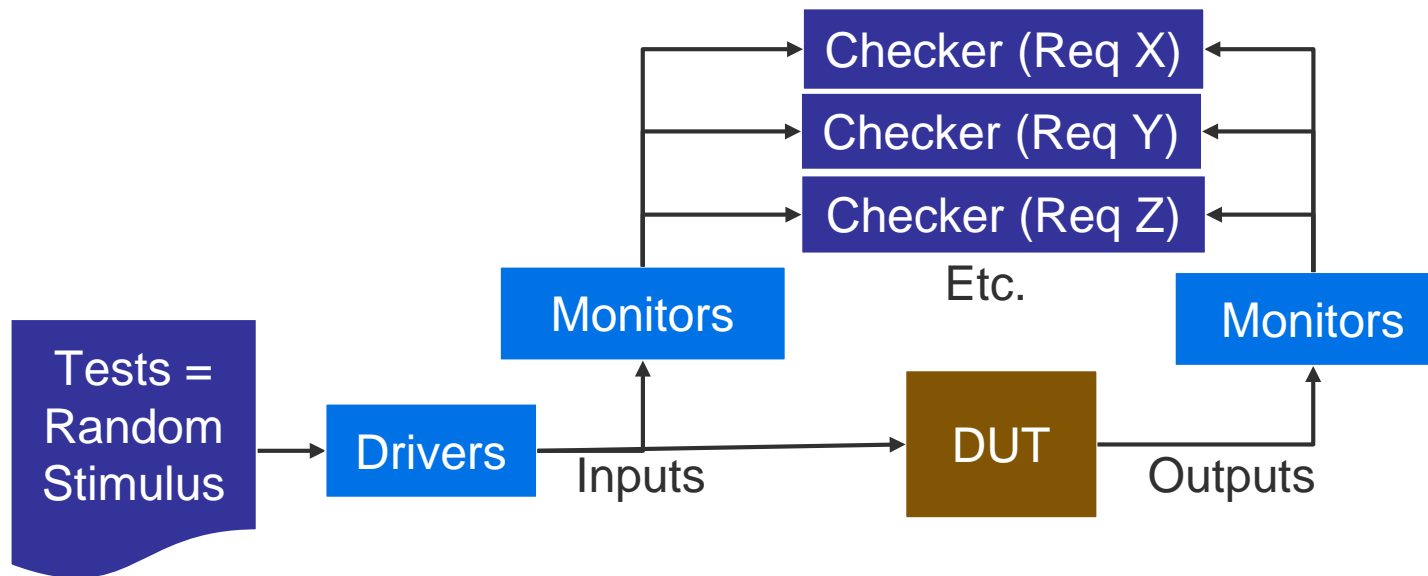 Checker (Req X)
Checker (Req Y)
Checker (Req Z)
Etc.
Monitors
Monitors
Tests =
Random
Stimulus
Drivers
Inputs
DUT
Outputs